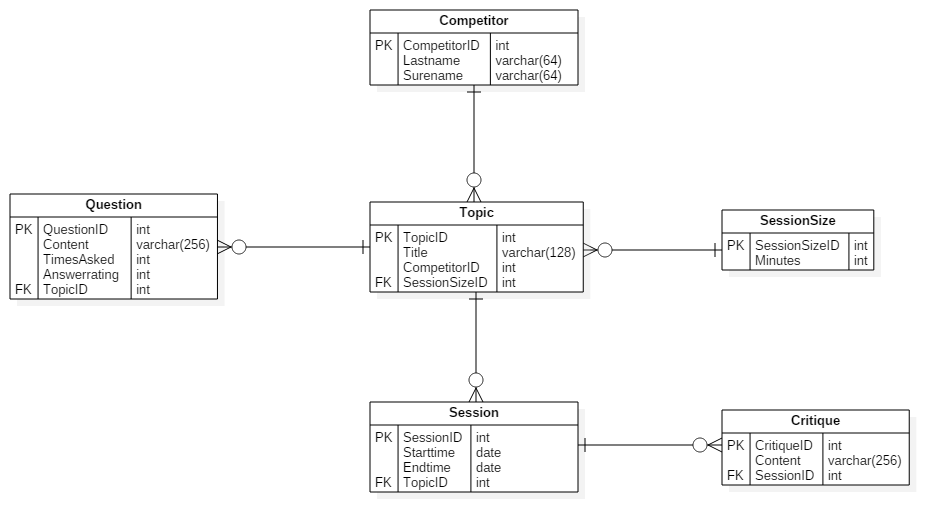 Competitor
PK CompetitorID int
Lastname varchar(64)
Surename varchar(64)
Question
PK QuestionID int
Content varchar(256)
TimesAsked int
Answerrating int
FK TopicID int
Topic
PK TopicID int
Title varchar(128)
CompetitorID int
FK SessionSizeID int
SessionSize
PK SessionSizeID int
Minutes int
Session
PK SessionID int
Starttime date
Endtime date
FK TopicID int
Critique
PK CritiqueID int
Content varchar(256)
FK SessionID int